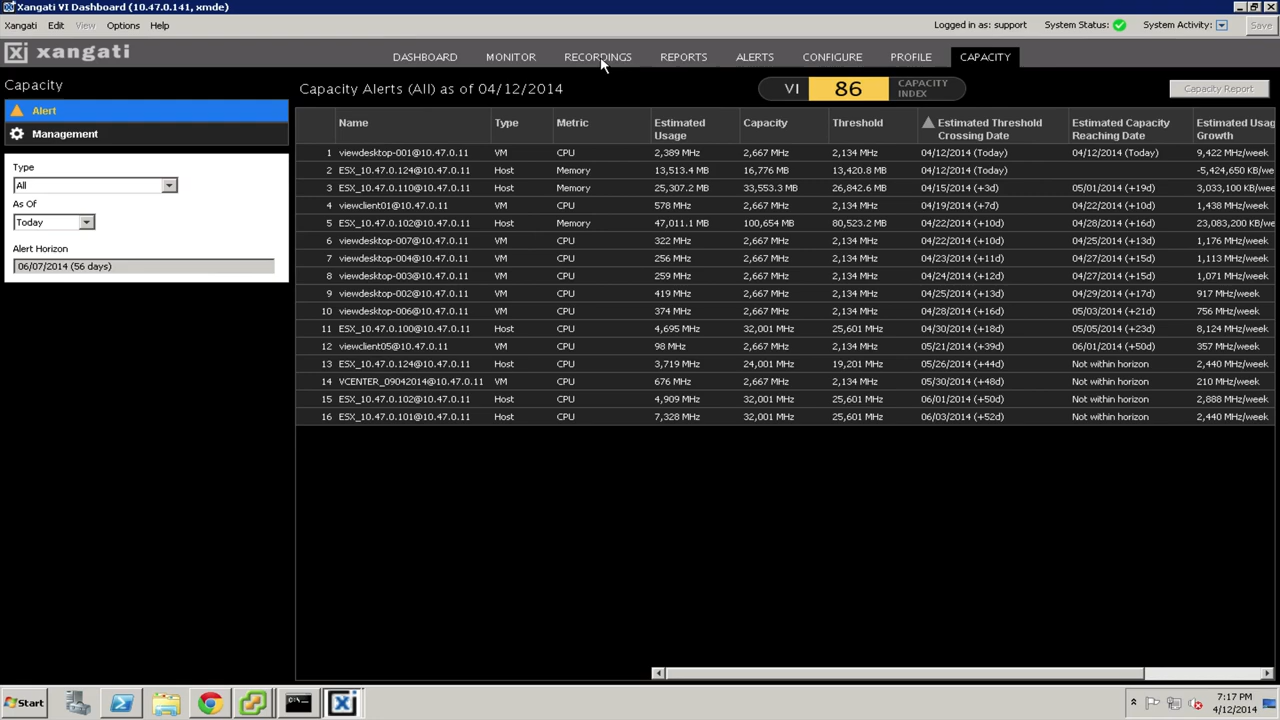 Xangati VI Dashboard (10.47.0.141, xmde)
Xangati Edit View Options Help Logged in as: support System Status: System Activity: Save
xangati DASHBOARD MONITOR RECORDINGS REPORTS ALERTS CONFIGURE PROFILE CAPACITY
Capacity
Alert
Management
Type
All
As Of
Today
Alert Horizon
06/07/2014 (56 days)
Capacity Alerts (All) as of 04/12/2014 VI 86 CAPACITY INDEX Capacity Report
Name Type Metric Estimated Usage Capacity Threshold Estimated Threshold Crossing Date Estimated Capacity Reaching Date Estimated Usag Growth
1 viewdesktop-001@10.47.0.11 VM CPU 2,389 MHz 2,667 MHz 2,134 MHz 04/12/2014 (Today) 04/12/2014 (Today) 9,422 MHz/week
2 ESX_10.47.0.124@10.47.0.11 Host Memory 13,513.4 MB 16,776 MB 13,420.8 MB 04/12/2014 (Today) -5,424,650 KB/we
3 ESX_10.47.0.110@10.47.0.11 Host Memory 25,307.2 MB 33,553.3 MB 26,842.6 MB 04/15/2014 (+3d) 05/01/2014 (+19d) 3,033,100 KB/wee
4 viewclient01@10.47.0.11 VM CPU 578 MHz 2,667 MHz 2,134 MHz 04/19/2014 (+7d) 04/22/2014 (+10d) 1,438 MHz/week
5 ESX_10.47.0.102@10.47.0.11 Host Memory 47,011.1 MB 100,654 MB 80,523.2 MB 04/22/2014 (+10d) 04/28/2014 (+16d) 23,083,200 KB/we
6 viewdesktop-007@10.47.0.11 VM CPU 322 MHz 2,667 MHz 2,134 MHz 04/22/2014 (+10d) 04/25/2014 (+13d) 1,176 MHz/week
7 viewdesktop-004@10.47.0.11 VM CPU 256 MHz 2,667 MHz 2,134 MHz 04/23/2014 (+11d) 04/27/2014 (+15d) 1,113 MHz/week
8 viewdesktop-003@10.47.0.11 VM CPU 259 MHz 2,667 MHz 2,134 MHz 04/24/2014 (+12d) 04/27/2014 (+15d) 1,071 MHz/week
9 viewdesktop-002@10.47.0.11 VM CPU 419 MHz 2,667 MHz 2,134 MHz 04/25/2014 (+13d) 04/29/2014 (+17d) 917 MHz/week
10 viewdesktop-006@10.47.0.11 VM CPU 374 MHz 2,667 MHz 2,134 MHz 04/28/2014 (+16d) 05/03/2014 (+21d) 756 MHz/week
11 ESX_10.47.0.100@10.47.0.11 Host CPU 4,695 MHz 32,001 MHz 25,601 MHz 04/30/2014 (+18d) 05/05/2014 (+23d) 8,124 MHz/week
12 viewclient05@10.47.0.11 VM CPU 98 MHz 2,667 MHz 2,134 MHz 05/21/2014 (+39d) 06/01/2014 (+50d) 357 MHz/week
13 ESX_10.47.0.124@10.47.0.11 Host CPU 3,719 MHz 24,001 MHz 19,201 MHz 05/26/2014 (+44d) Not within horizon 2,440 MHz/week
14 VCENTER_09042014@10.47.0.11 VM CPU 676 MHz 2,667 MHz 2,134 MHz 05/30/2014 (+48d) Not within horizon 210 MHz/week
15 ESX_10.47.0.102@10.47.0.11 Host CPU 4,909 MHz 32,001 MHz 25,601 MHz 06/01/2014 (+50d) Not within horizon 2,888 MHz/week
16 ESX_10.47.0.101@10.47.0.11 Host CPU 7,328 MHz 32,001 MHz 25,601 MHz 06/03/2014 (+52d) Not within horizon 2,440 MHz/week
Start 7:17 PM
4/12/2014